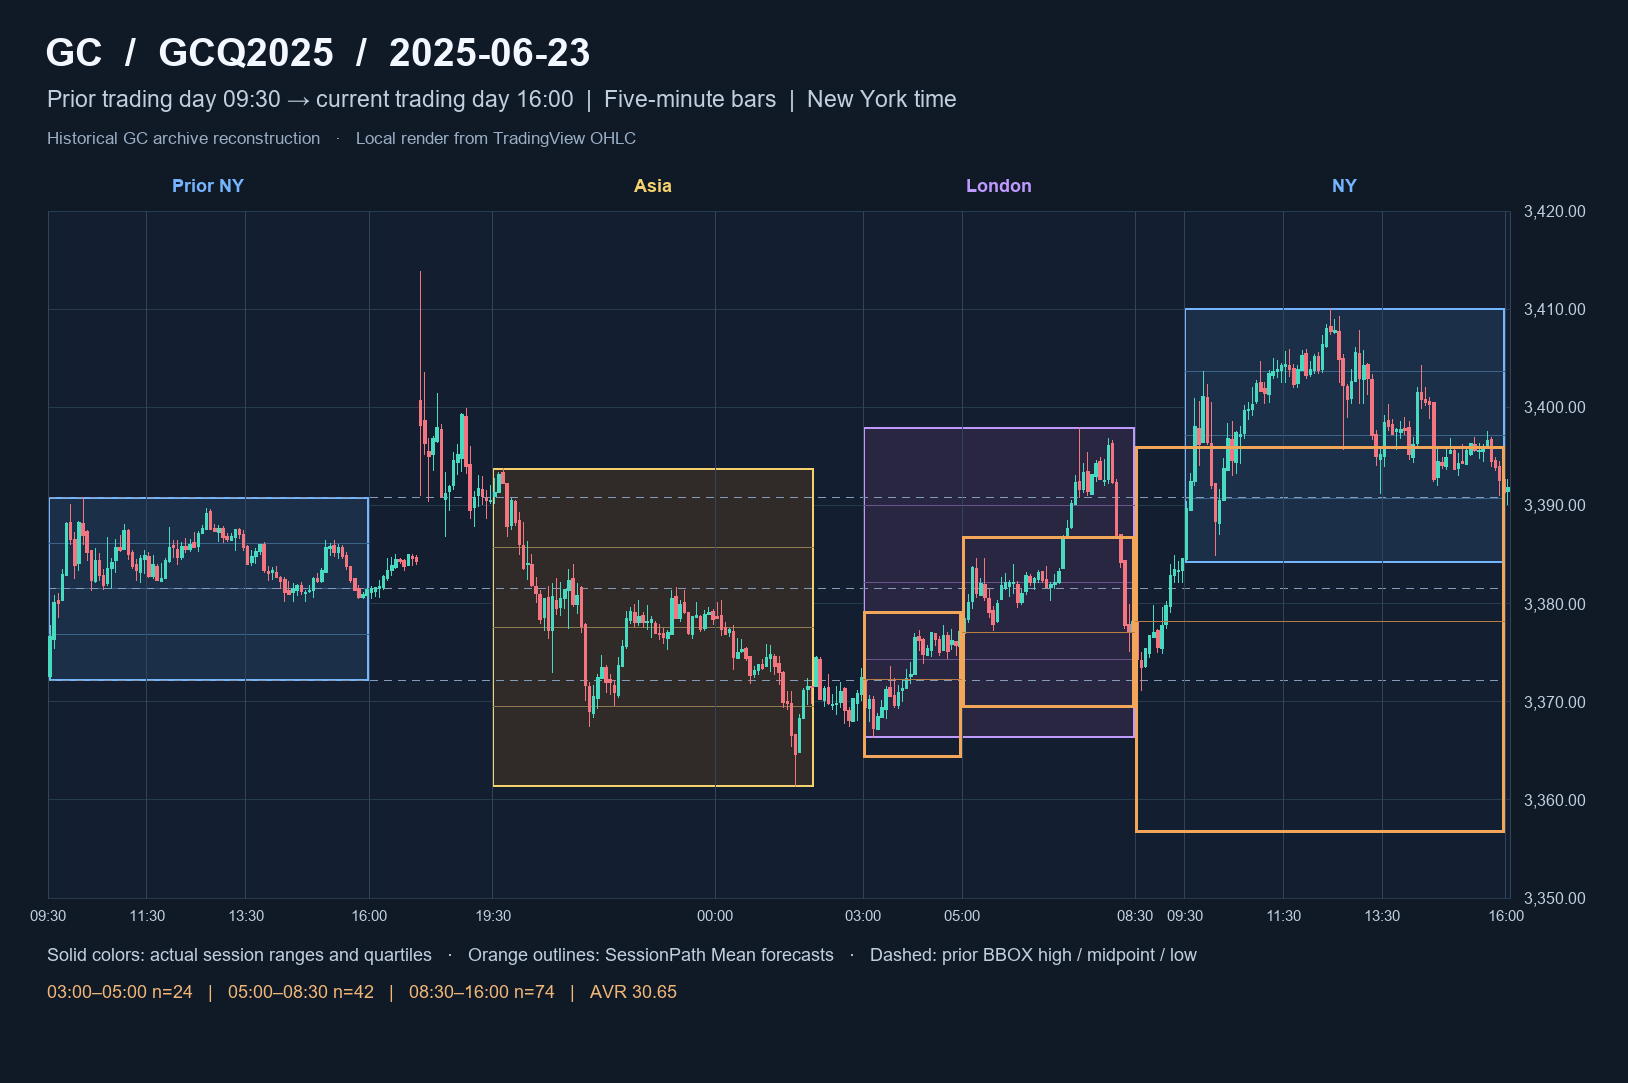 GC / GCQ2025 / 2025-06-23
Prior trading day 09:30 → current trading day 16:00 | Five-minute bars | New York time
Historical GC archive reconstruction · Local render from TradingView OHLC
Prior NY Asia London NY
3,420.00
3,410.00
3,400.00
3,390.00
3,380.00
3,370.00
3,360.00
3,350.00
09:30 11:30 13:30 16:00 19:30 00:00 03:00 05:00 08:30 09:30 11:30 13:30 16:00
Solid colors: actual session ranges and quartiles · Orange outlines: SessionPath Mean forecasts · Dashed: prior BBOX high / midpoint / low
03:00–05:00 n=24 | 05:00–08:30 n=42 | 08:30–16:00 n=74 | AVR 30.65